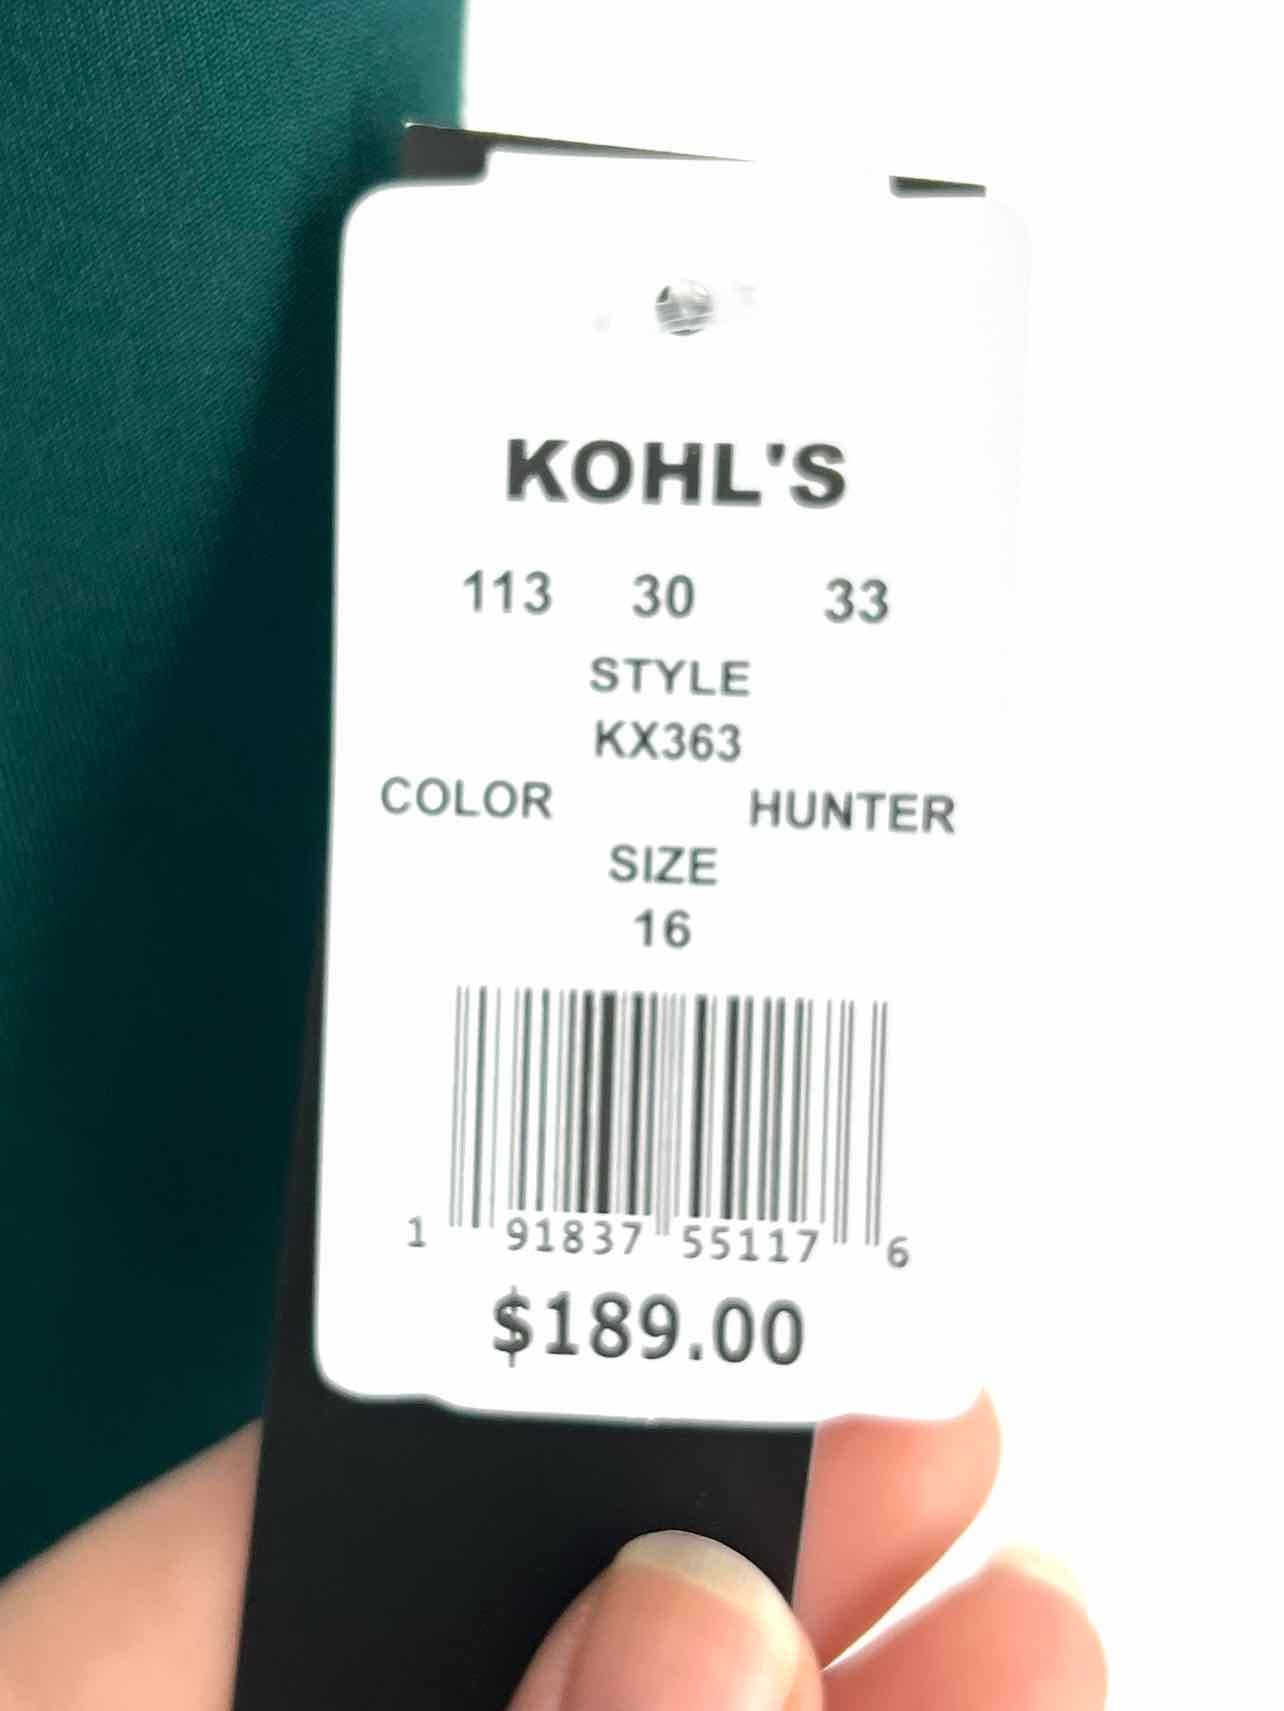 KOHL'S
113 30 33
STYLE
KX363
COLOR HUNTER
SIZE
16
1 91837 55117 6
$189.00